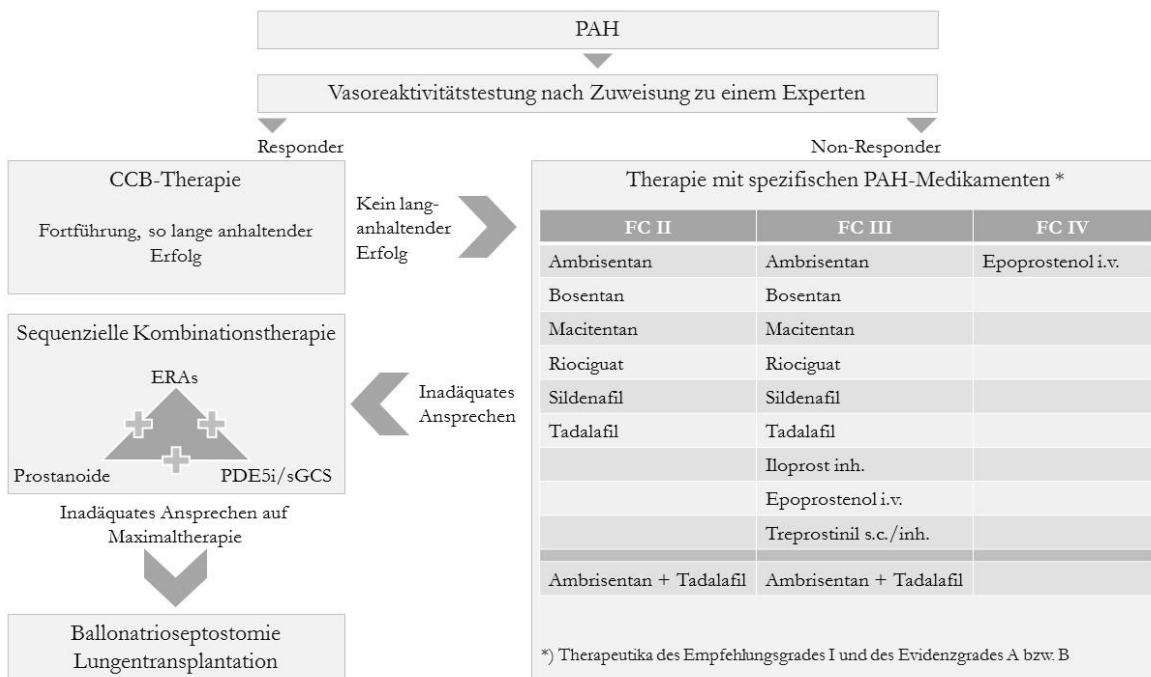 PAH
Vasoreaktivitätstestung nach Zuweisung zu einem Experten
Responder
Non-Responder
CCB-Therapie
Fortführung, so lange anhaltender
Erfolg
Kein lang-
anhaltender
Erfolg
Therapie mit spezifischen PAH-Medikamenten *
FC II FC III FC IV
Ambrisentan Ambrisentan Epoprostenol i.v.
Bosentan Bosentan
Macitentan Macitentan
Riociguat Riociguat
Sildenafil Sildenafil
Tadalafil Tadalafil
Iloprost inh.
Epoprostenol i.v.
Treprostinil s.c./inh.
Ambrisentan + Tadalafil Ambrisentan + Tadalafil
*) Therapeutika des Empfehlungsgrades I und des Evidenzgrades A bzw. B
Inadäquates
Ansprechen
Sequenzielle Kombinationstherapie
ERAs
Prostanoide PDE5i/sGCS
Inadäquates Ansprechen auf
Maximaltherapie
Ballonatrioseptostomie
Lungentransplantation